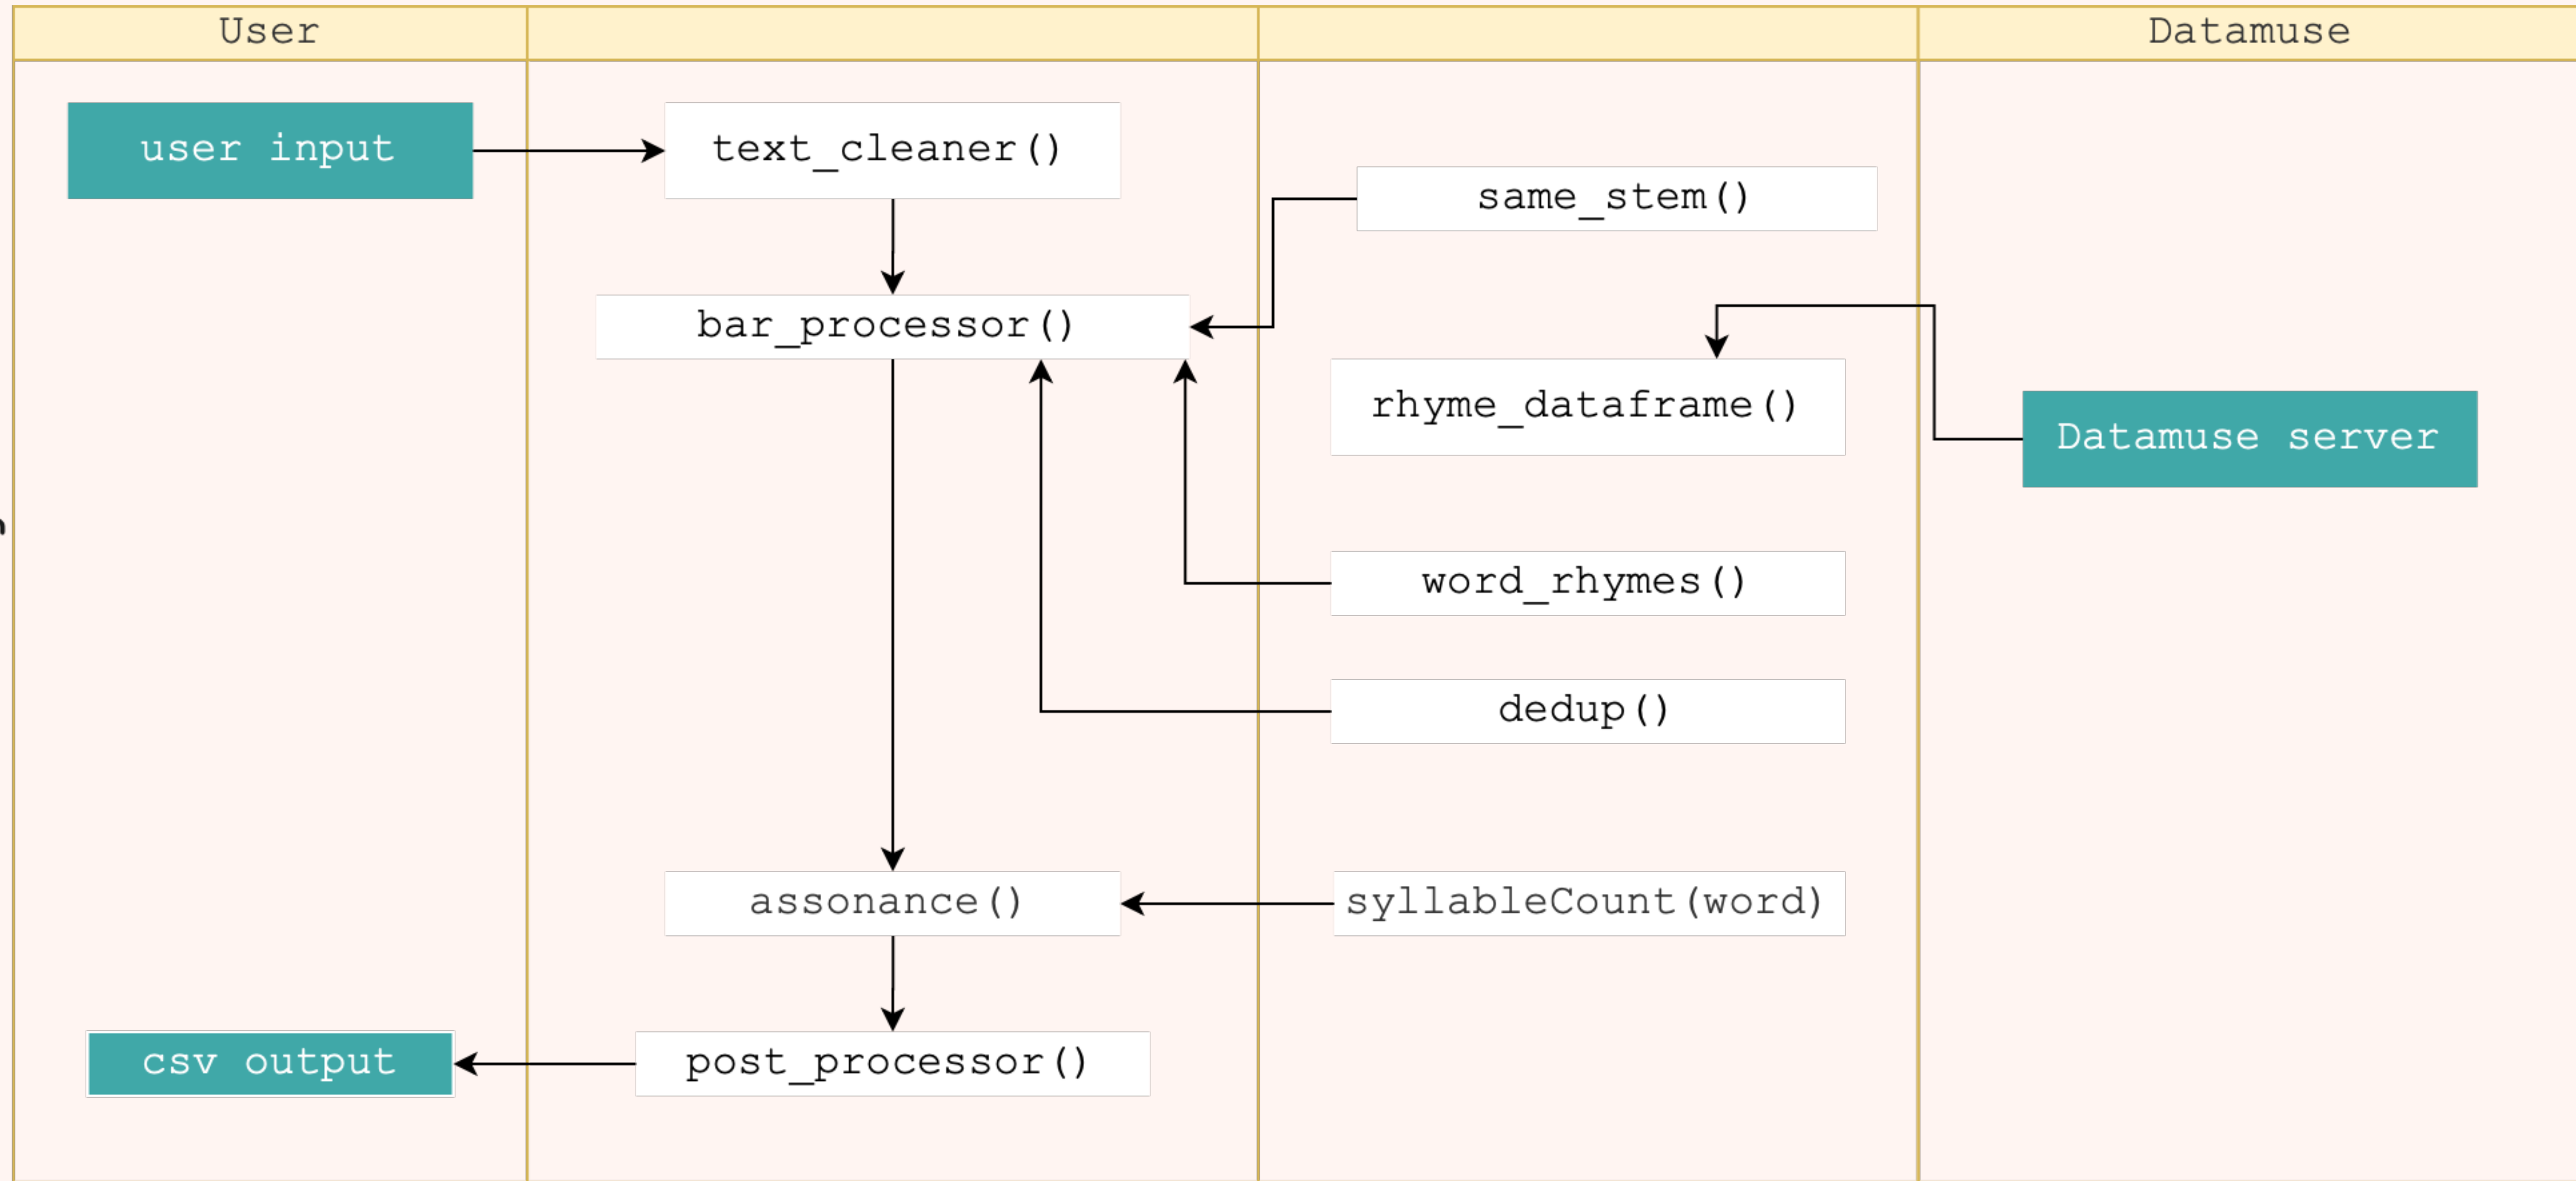 User
Datamuse
user input
text_cleaner()
same_stem()
bar_processor()
rhyme_dataframe()
Datamuse server
word_rhymes()
dedup()
assonance()
syllableCount(word)
csv output
post_processor()